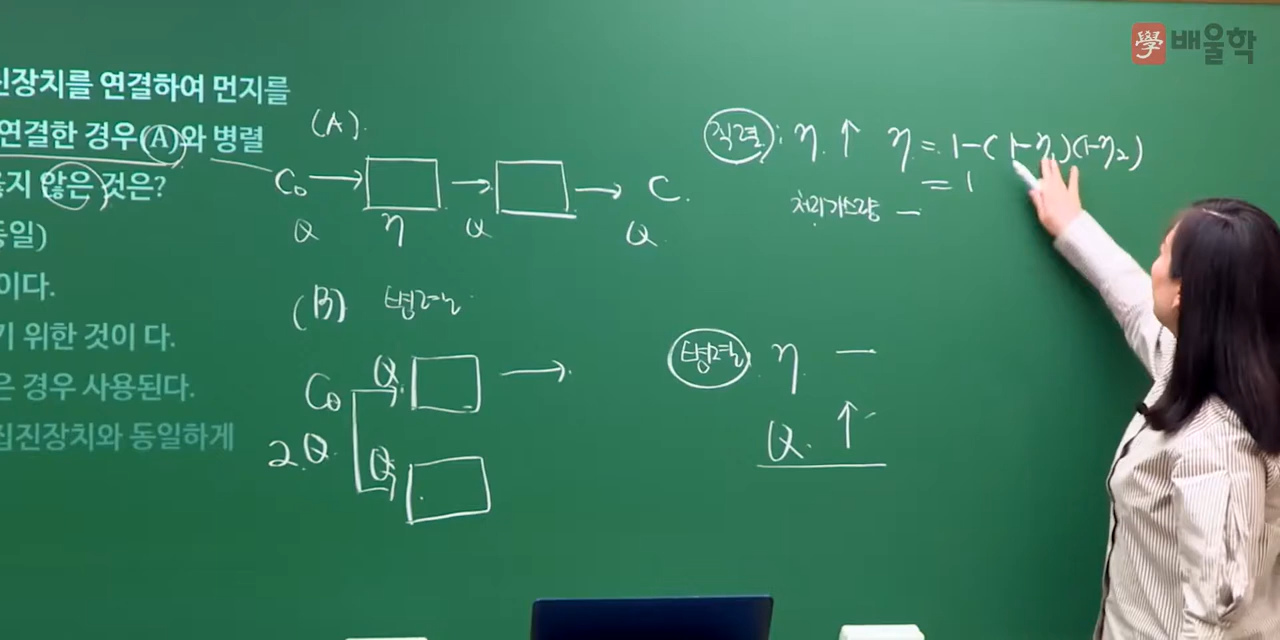 學 배울학
진장치를 연결하여 먼지를
연결한 경우(A)와 병렬
옳지 않은 것은?
동일)
이다.
기 위한 것이 다.
은 경우 사용된다.
집진장치와 동일하게
(A).
C₀ → → → C.
Q η Q Q
(B) 병렬
C₀ Q →
2Q Q
직렬 : η ↑ η = 1-(1-η₁)(1-η₂)
= 1
처리가스량 —
병렬 η —
Q. ↑